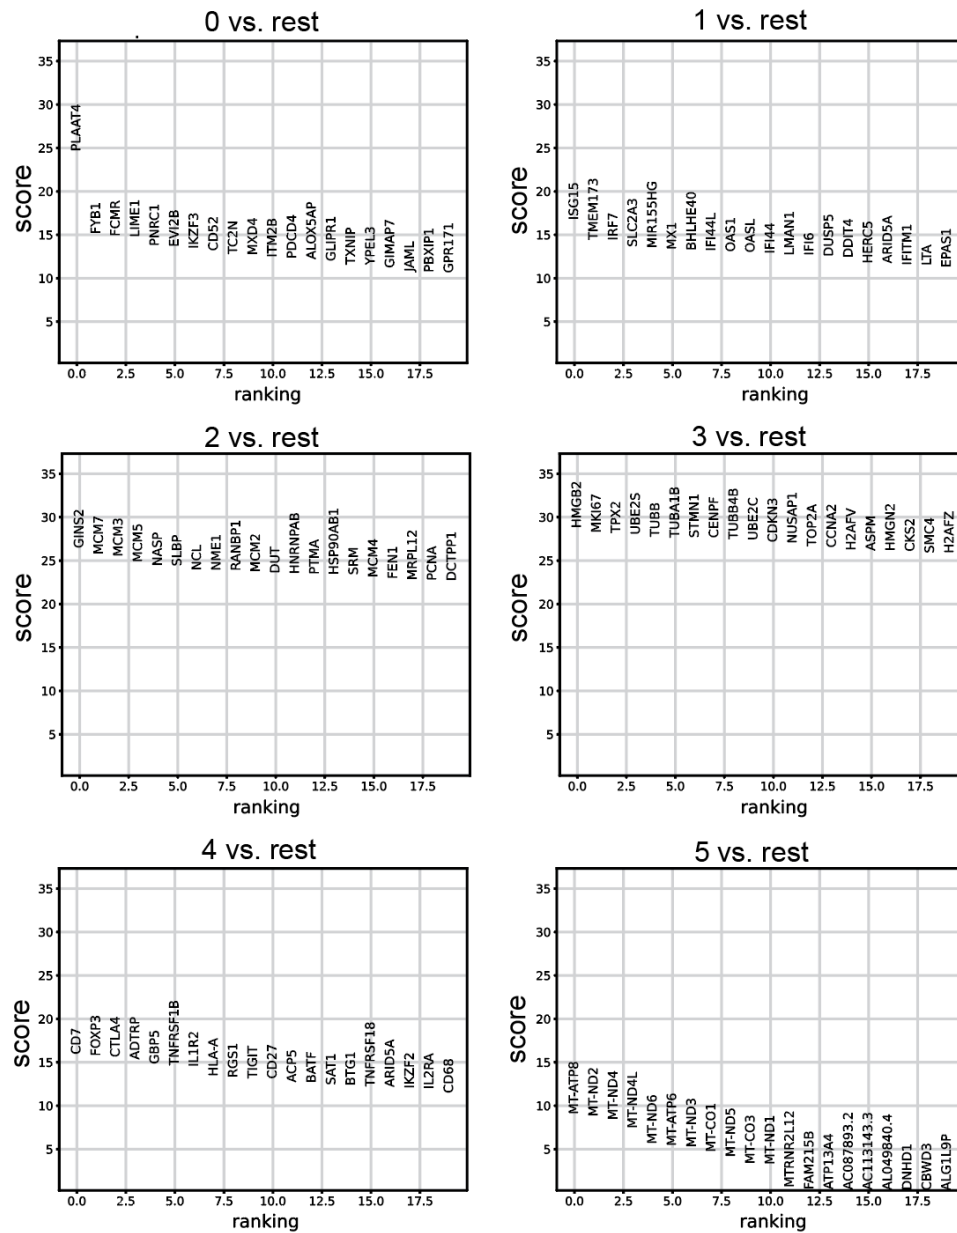 0 vs. rest
score
35
30
25
20
15
10
5
PLAAT4
FYB1
FCMR
LIME1
PNRC1
EVI2B
IKZF3
CD52
TC2N
MXD4
ITM2B
PDCD4
ALOX5AP
GLIPR1
TXNIP
YPEL3
GIMAP7
JAML
PBXIP1
GPR171
0.0 2.5 5.0 7.5 10.0 12.5 15.0 17.5
ranking
1 vs. rest
score
35
30
25
20
15
10
5
ISG15
TMEM173
IRF7
SLC2A3
MIR155HG
MX1
BHLHE40
IFI44L
OAS1
OASL
IFI44
LMAN1
IFI6
DUSP5
DDIT4
HERC5
ARID5A
IFITM1
LTA
EPAS1
0.0 2.5 5.0 7.5 10.0 12.5 15.0 17.5
ranking
2 vs. rest
score
35
30
25
20
15
10
5
GINS2
MCM7
MCM3
MCM5
NASP
SLBP
NCL
NME1
RANBP1
MCM2
DUT
HNRNPAB
PTMA
HSP90AB1
SRM
MCM4
FEN1
MRPL12
PCNA
DCTPP1
0.0 2.5 5.0 7.5 10.0 12.5 15.0 17.5
ranking
3 vs. rest
score
35
30
25
20
15
10
5
HMGB2
MKI67
TPX2
UBE2S
TUBB
TUBA1B
STMN1
CENPF
TUBB4B
UBE2C
CDKN3
NUSAP1
TOP2A
CCNA2
H2AFV
ASPM
HMGN2
CKS2
SMC4
H2AFZ
0.0 2.5 5.0 7.5 10.0 12.5 15.0 17.5
ranking
4 vs. rest
score
35
30
25
20
15
10
5
CD7
FOXP3
CTLA4
ADTRP
GBP5
TNFRSF1B
IL1R2
HLA-A
RGS1
TIGIT
CD27
ACP5
BATF
SAT1
BTG1
TNFRSF18
ARID5A
IKZF2
IL2RA
CD68
0.0 2.5 5.0 7.5 10.0 12.5 15.0 17.5
ranking
5 vs. rest
score
35
30
25
20
15
10
5
MT-ATP8
MT-ND2
MT-ND4
MT-ND4L
MT-ND6
MT-ATP6
MT-ND3
MT-CO1
MT-ND5
MT-CO3
MT-ND1
MTRNR2L12
FAM215B
ATP13A4
AC087893.2
AC113143.3
AL049840.4
DNHD1
CBWD3
ALG1L9P
0.0 2.5 5.0 7.5 10.0 12.5 15.0 17.5
ranking